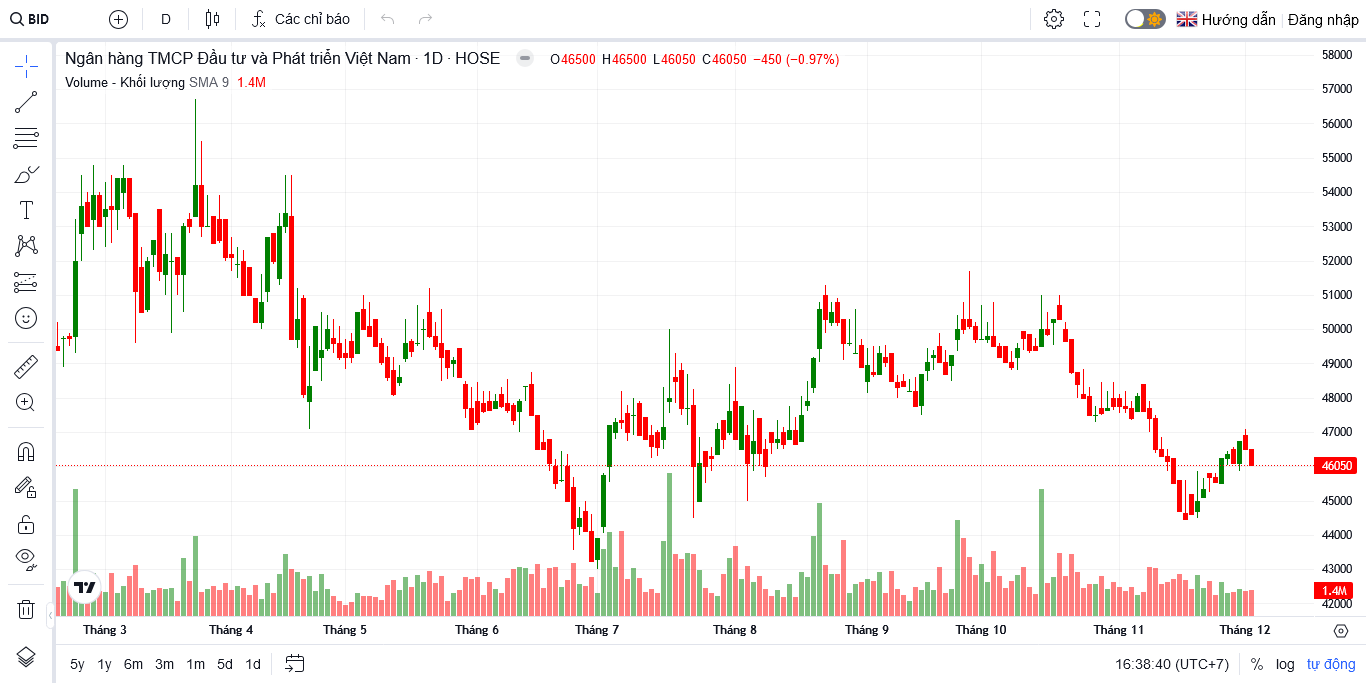 BID
D
Các chỉ báo
Hướng dẫn
Đăng nhập
Ngân hàng TMCP Đầu tư và Phát triển Việt Nam · 1D · HOSE
O46500 H46500 L46050 C46050 −450 (−0.97%)
Volume - Khối lượng SMA 9 1.4M
58000
57000
56000
55000
54000
53000
52000
51000
50000
49000
48000
47000
46050
45000
44000
43000
1.4M
42000
Tháng 3 Tháng 4 Tháng 5 Tháng 6 Tháng 7 Tháng 8 Tháng 9 Tháng 10 Tháng 11 Tháng 12
5y 1y 6m 3m 1m 5d 1d
16:38:40 (UTC+7) % log tự động